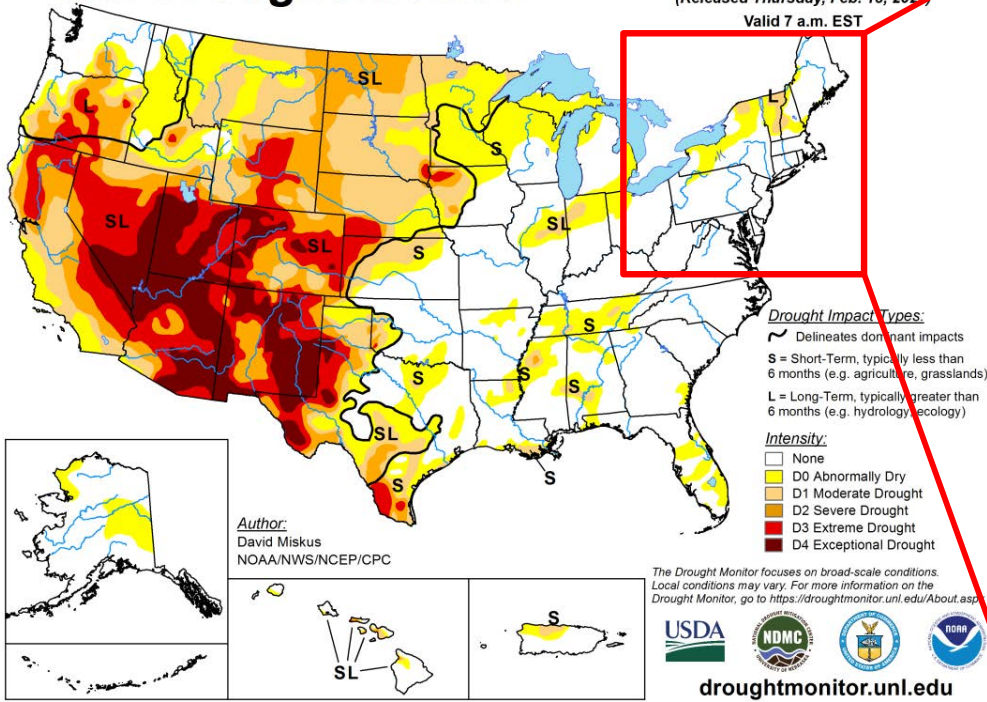 Valid 7 a.m. EST
SL
L
L
S
SL
SL
SL
S
S
S
S
S
SL
S
S
Drought Impact Types:
Delineates dominant impacts
S = Short-Term, typically less than
6 months (e.g. agriculture, grasslands)
L = Long-Term, typically greater than
6 months (e.g. hydrology, ecology)
Intensity:
None
D0 Abnormally Dry
D1 Moderate Drought
D2 Severe Drought
D3 Extreme Drought
D4 Exceptional Drought
Author:
David Miskus
NOAA/NWS/NCEP/CPC
SL
S
The Drought Monitor focuses on broad-scale conditions.
Local conditions may vary. For more information on the
Drought Monitor, go to https://droughtmonitor.unl.edu/About.aspx
USDA
NDMC
NOAA
droughtmonitor.unl.edu